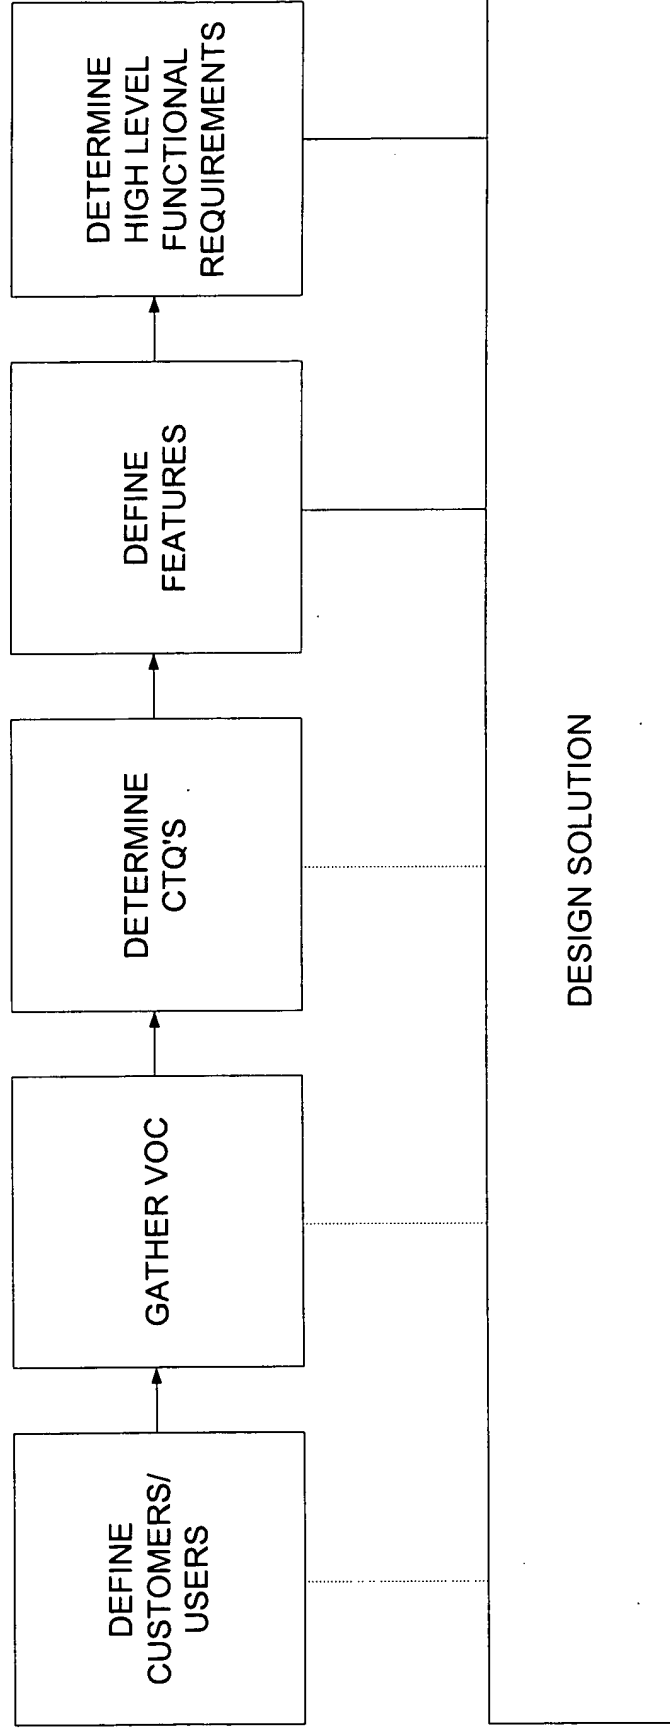 DEFINE
CUSTOMERS/
USERS
GATHER VOC
DETERMINE
CTQ'S
DEFINE
FEATURES
DETERMINE
HIGH LEVEL
FUNCTIONAL
REQUIREMENTS
DESIGN SOLUTION